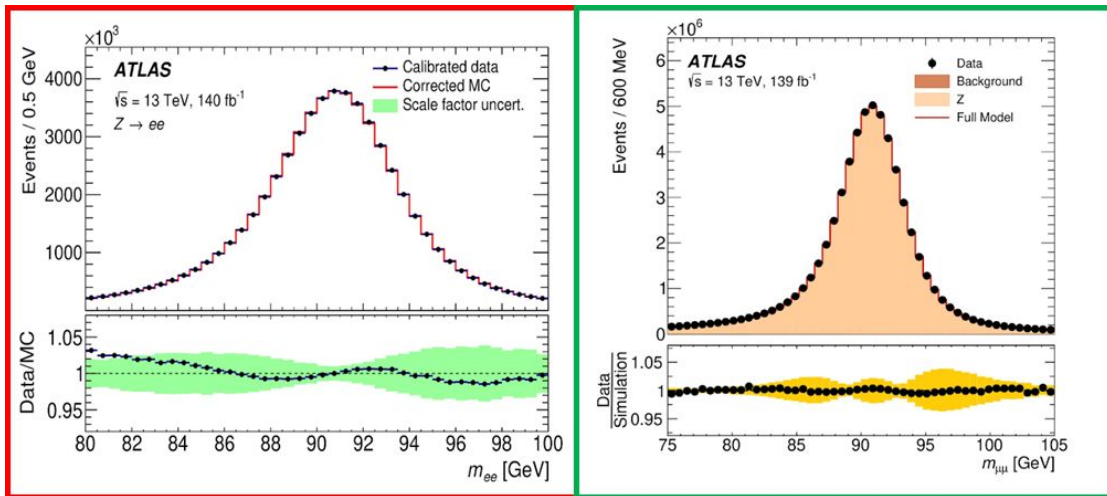 ×10³
ATLAS
√s = 13 TeV, 140 fb⁻¹
Z → ee
Calibrated data
Corrected MC
Scale factor uncert.
Events / 0.5 GeV
4000
3000
2000
1000
Data/MC
1.05
1
0.95
80 82 84 86 88 90 92 94 96 98 100
mₑₑ [GeV]
×10⁶
ATLAS
√s = 13 TeV, 139 fb⁻¹
Data
Background
Z
Full Model
Events / 600 MeV
6
5
4
3
2
1
0
Data
Simulation
1.05
1
0.95
75 80 85 90 95 100 105
m_μμ [GeV]